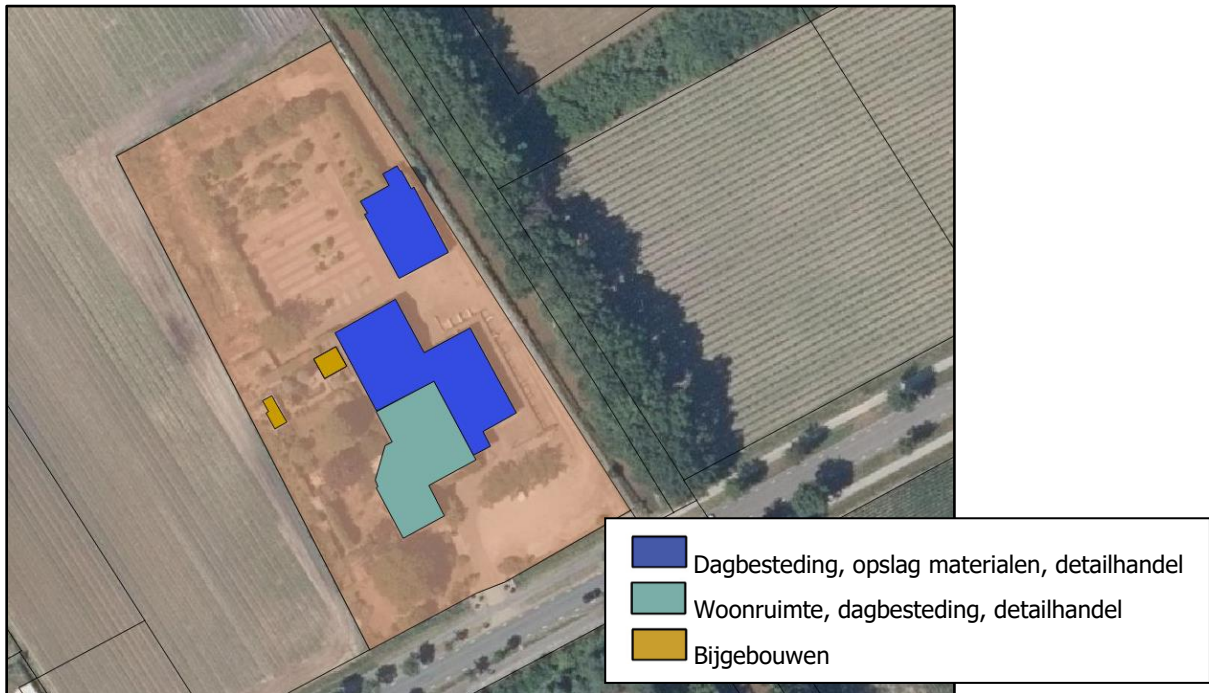 Dagbesteding, opslag materialen, detailhandel
Woonruimte, dagbesteding, detailhandel
Bijgebouwen